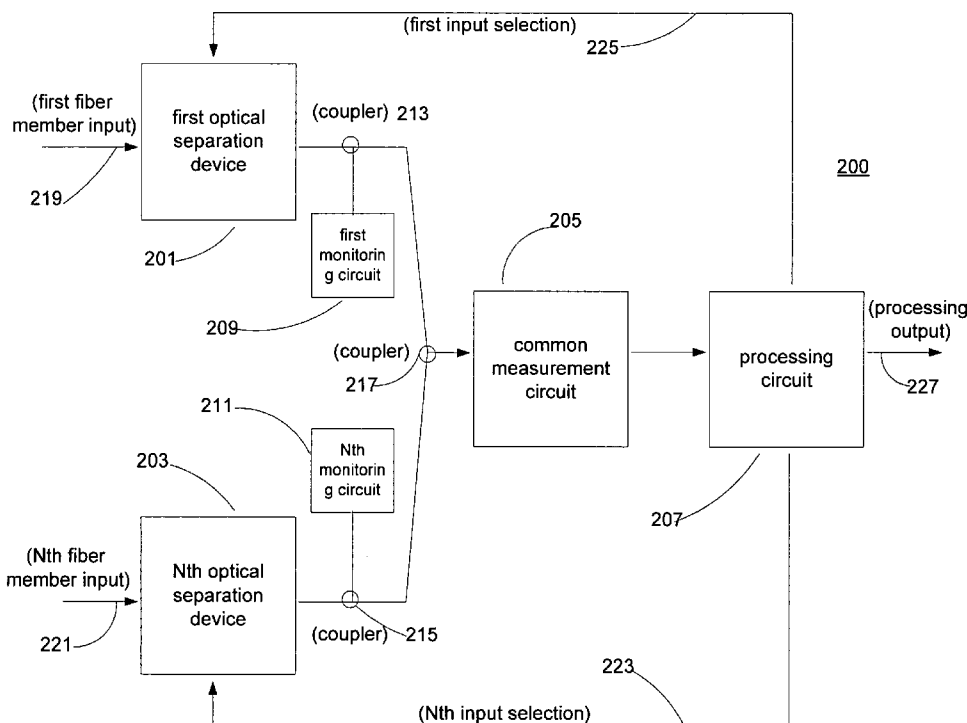 (first input selection)
225
(first fiber
member input)
219
first optical
separation
device
201
(coupler) 213
first
monitorin
g circuit
209
200
205
(coupler)
217
common
measurement
circuit
processing
circuit
(processing
output)
227
207
211
Nth
monitorin
g circuit
203
(Nth fiber
member input)
221
Nth optical
separation
device
(coupler)
215
223
(Nth input selection)